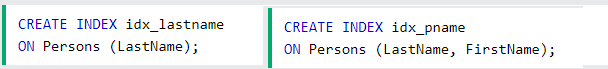 CREATE INDEX idx_lastname
ON Persons (LastName);
CREATE INDEX idx_pname
ON Persons (LastName, FirstName);